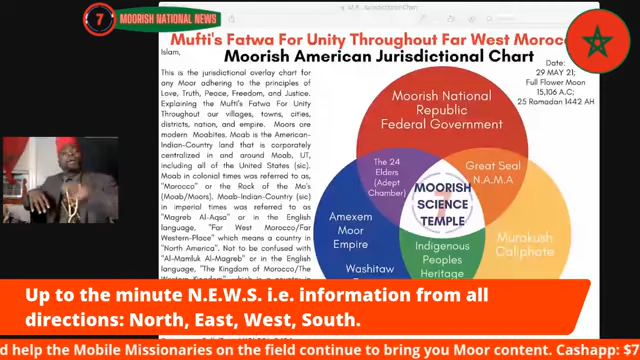 M.A. Jurisdictional Chart
7
MOORISH NATIONAL NEWS
Mufti's Fatwa For Unity Throughout Far West Moroc
Islam,
Moorish American Jurisdictional Chart
This is the jurisdictional overlay chart for
any Moor adhering to the principles of
Love, Truth, Peace, Freedom, and Justice.
Explaining the Mufti's Fatwa For Unity
Throughout our villages, towns, cities,
districts, nation, and empire. Moors are
modern Moabites. Moab is the American-
Indian-Country land that is corporately
centralized in and around Moab, UT,
including all of the United States (sic).
Moab in colonial times was referred to as,
"Morocco" or the Rock of the Mo's
(Moab/Moors). Moab-Indian-Country (sic)
in imperial times was referred to as
"Magreb Al-Aqsa" or in the English
language, "Far West Morocco/Far
Western-Place" which means a country in
"North America". Not to be confused with
"Al-Mamluk Al-Magreb" or in the English
language, "The Kingdom of Morocco/The
Date:
29 MAY 21;
Full Flower Moon
15,106 A.C;
25 Ramadan 1442 AH
Moorish National
Republic
Federal Government
The 24
Elders
(Adept
Chamber)
Great Seal
N.A.M.A
MOORISH
SCIENCE
TEMPLE
7
Amexem
Moor
Empire
Washitaw
Murakush
Caliphate
Indigenous
Peoples
Heritage
Up to the minute N.E.W.S. i.e. information from all
directions: North, East, West, South.
d help the Mobile Missionaries on the field continue to bring you Moor content. Cashapp: $7